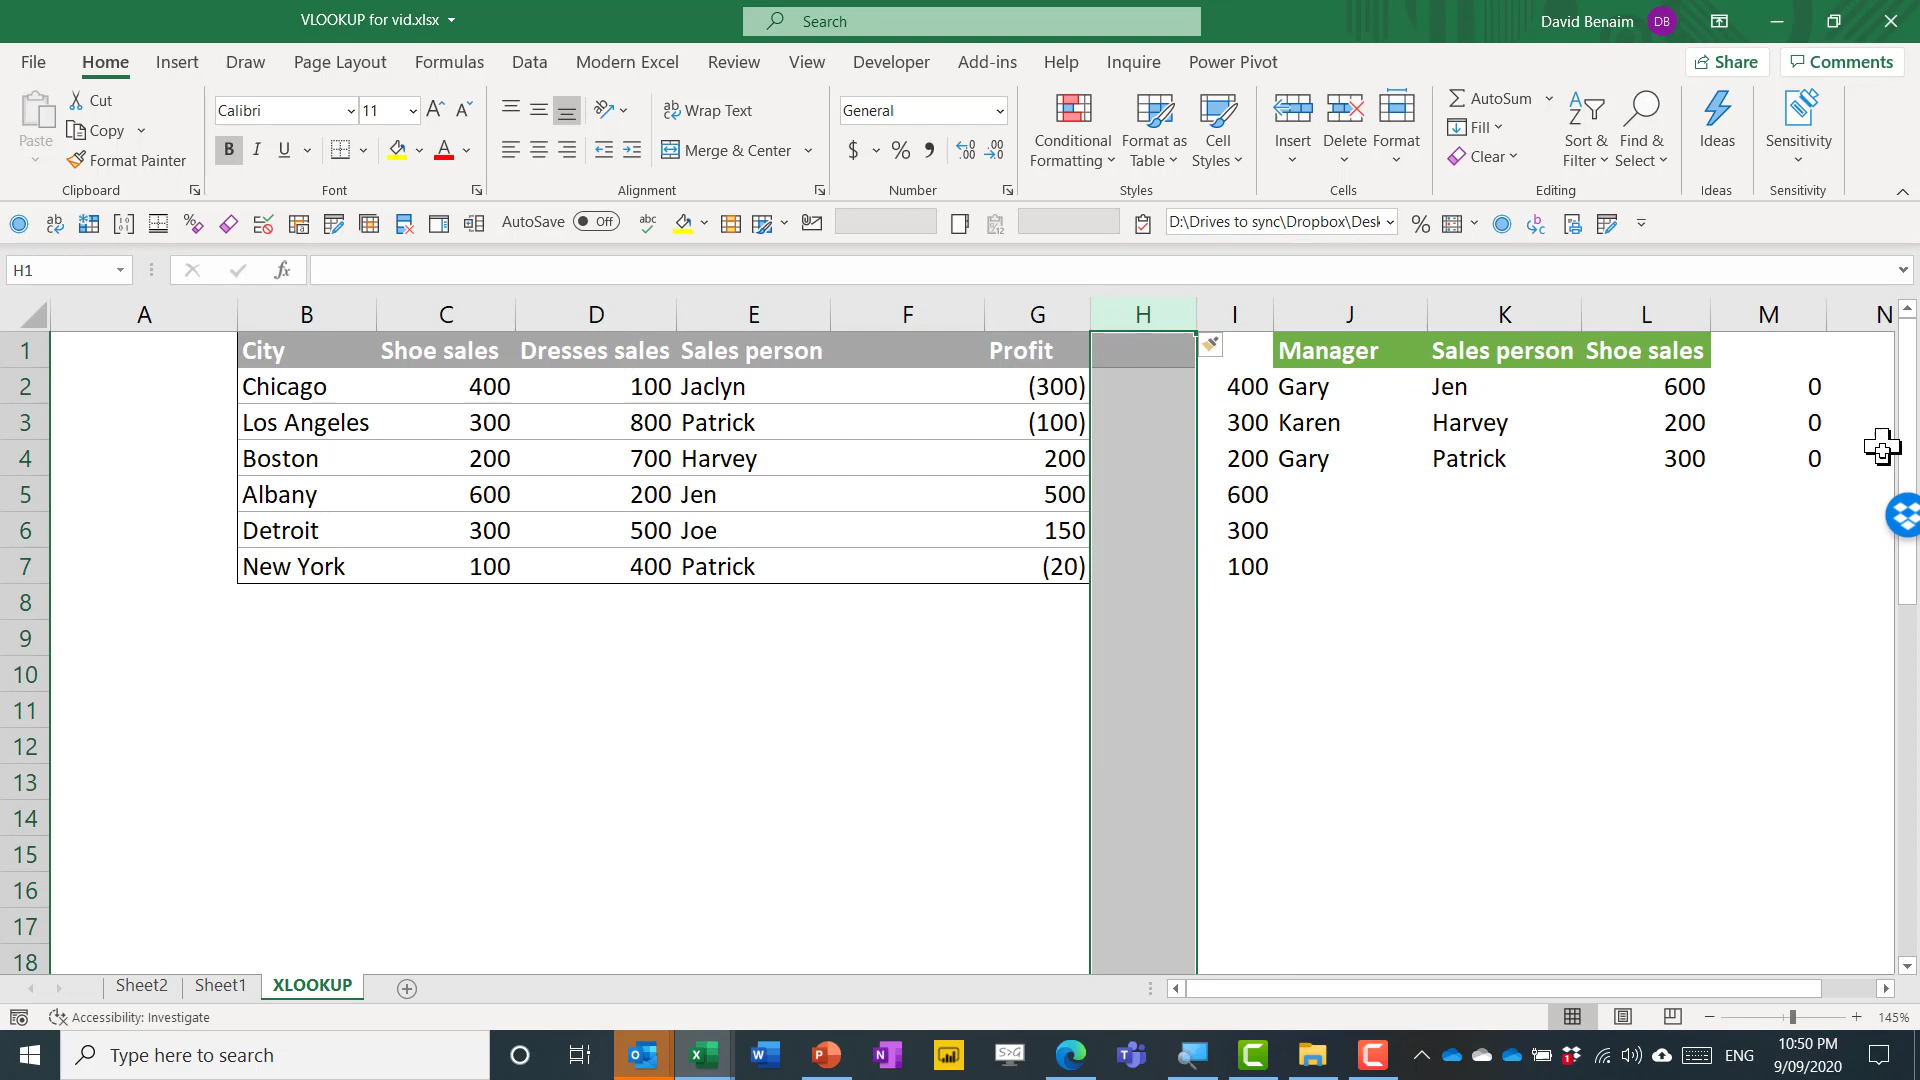 VLOOKUP for vid.xlsx
Search
David Benaim DB
File Home Insert Draw Page Layout Formulas Data Modern Excel Review View Developer Add-ins Help Inquire Power Pivot Share Comments
Paste Cut Copy Format Painter
Clipboard
Calibri 11
B I U A
Font
Wrap Text
Merge & Center
Alignment
General
$ % 9
Number
Conditional Formatting Format as Table Cell Styles
Styles
Insert Delete Format
Cells
AutoSum
Fill
Clear
Sort & Filter Find & Select
Editing
Ideas
Ideas
Sensitivity
Sensitivity
AutoSave Off D:\Drives to sync\Dropbox\Desk
H1 fx
A B C D E F G H I J K L M N
1 City Shoe sales Dresses sales Sales person Profit Manager Sales person Shoe sales
2 Chicago 400 100 Jaclyn (300) 400 Gary Jen 600 0
3 Los Angeles 300 800 Patrick (100) 300 Karen Harvey 200 0
4 Boston 200 700 Harvey 200 200 Gary Patrick 300 0
5 Albany 600 200 Jen 500 600
6 Detroit 300 500 Joe 150 300
7 New York 100 400 Patrick (20) 100
8
9
10
11
12
13
14
15
16
17
18
Sheet2 Sheet1 XLOOKUP
Accessibility: Investigate 145%
Type here to search ENG 10:50 PM
9/09/2020